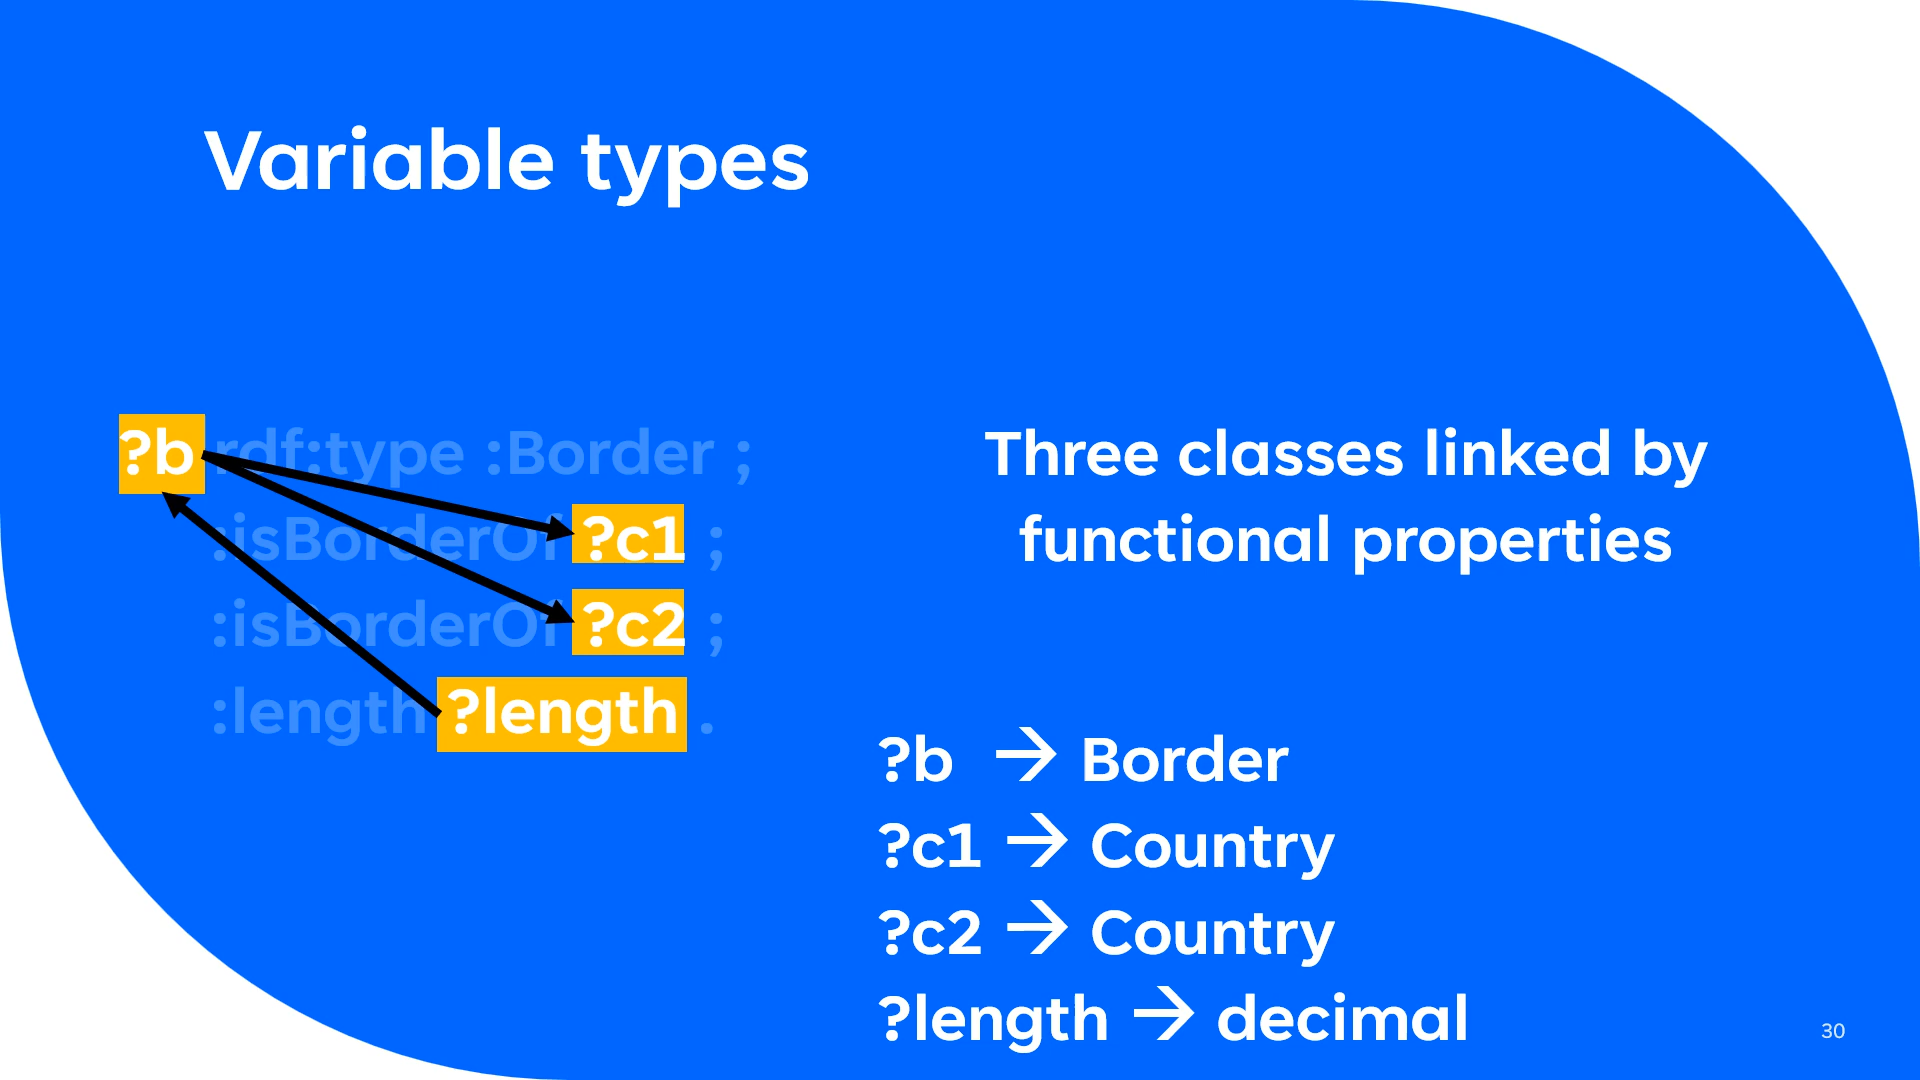 Variable types
?b rdf:type :Border ;
:isBorderOf ?c1 ;
:isBorderOf ?c2 ;
:length ?length .
Three classes linked by
functional properties
?b → Border
?c1 → Country
?c2 → Country
?length → decimal
30